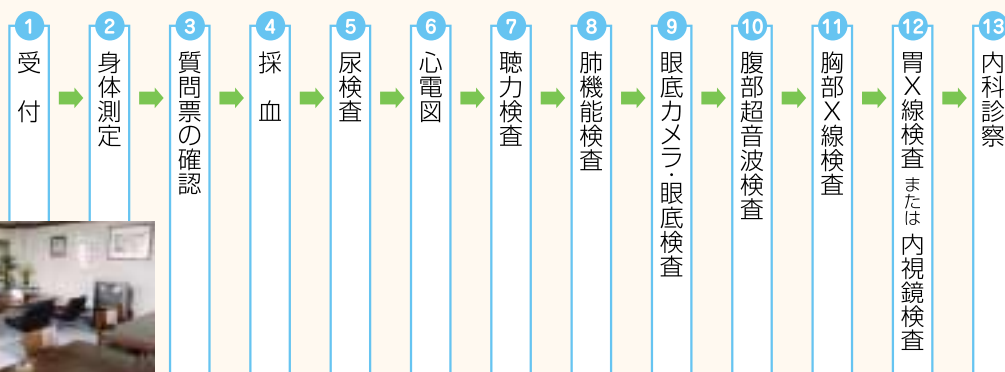 1
受付
2
身体測定
3
質問票の確認
4
採血
5
尿検査
6
心電図
7
聴力検査
8
肺機能検査
9
眼底カメラ・眼底検査
10
腹部超音波検査
11
胸部X線検査
12
胃X線検査 または 内視鏡検査
13
内科診察